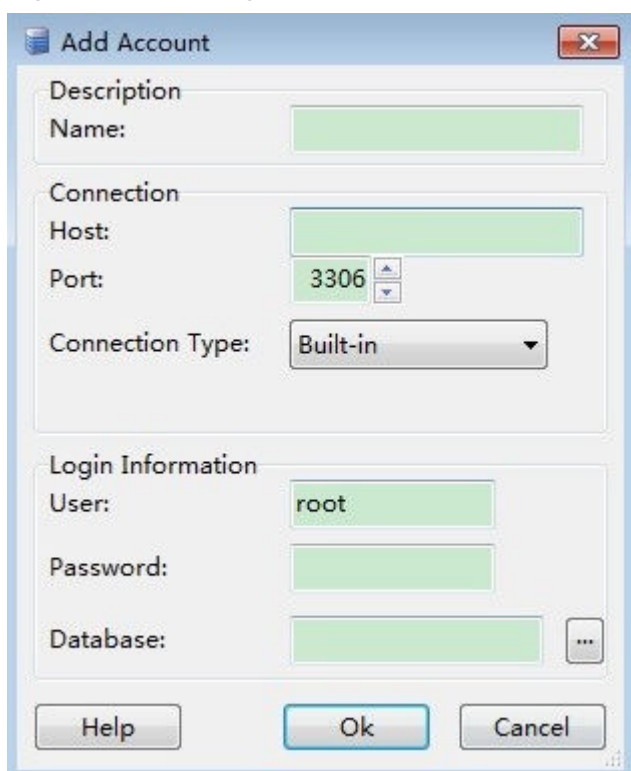 Add Account
Description
Name:
Connection
Host:
Port: 3306
Connection Type: Built-in
Login Information
User: root
Password:
Database: ...
Help Ok Cancel